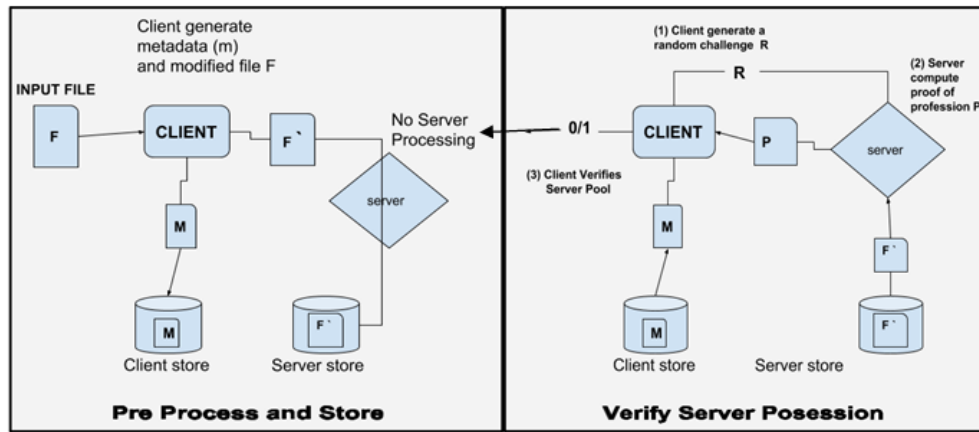 Client generate
metadata (m)
and modified file F
INPUT FILE
F
CLIENT
F `
No Server
Processing
server
M
M
F `
Client store
Server store
Pre Process and Store
(1) Client generate a
random challenge R
R
(2) Server
compute
proof of
profession P
0/1
CLIENT
P
server
(3) Client Verifies
Server Pool
M
F `
M
F `
Client store
Server store
Verify Server Posession